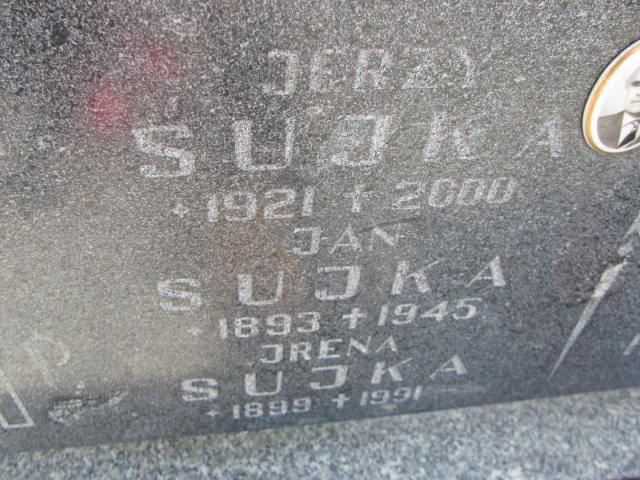 JERZY
SUJKA
* 1921 † 2000
JAN
SUJKA
* 1893 † 1945
JRENA
SUJKA
* 1899 † 1991